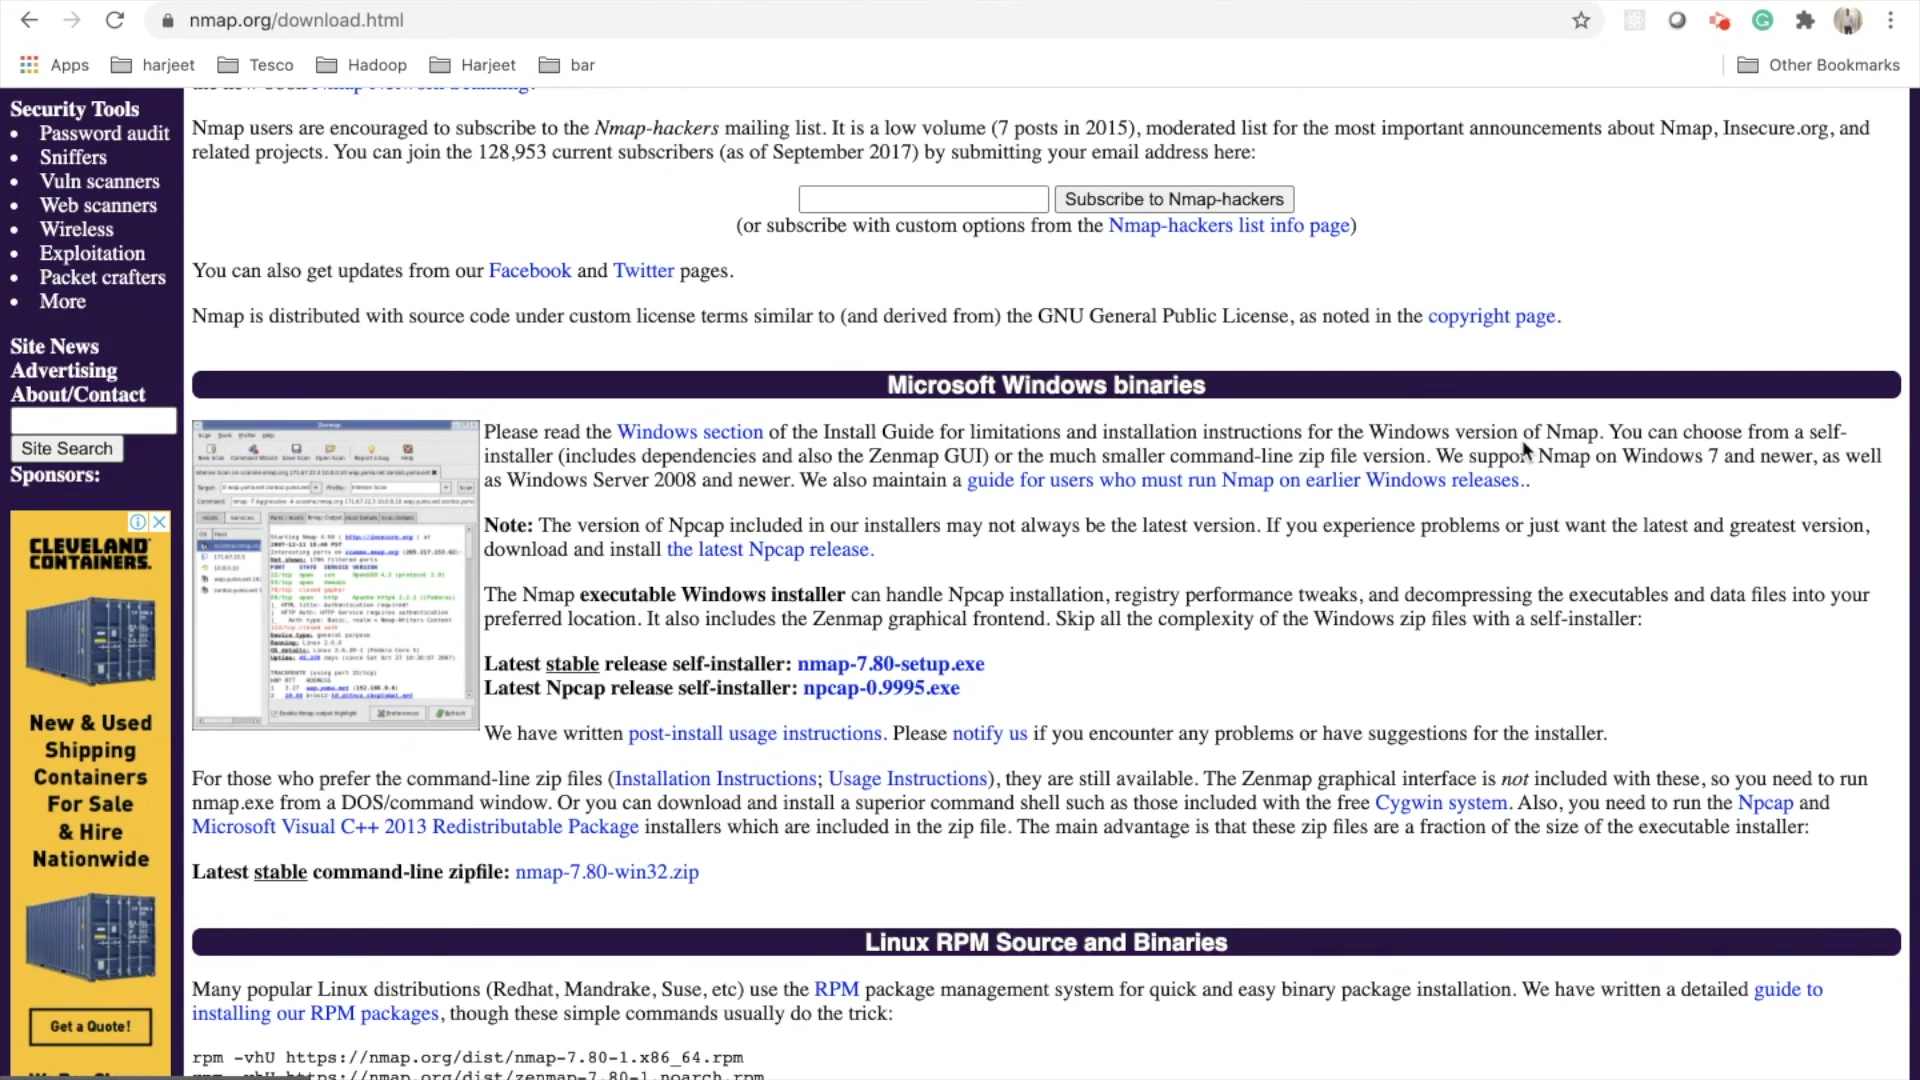 nmap.org/download.html
Apps
harjeet
Tesco
Hadoop
Harjeet
bar
Other Bookmarks
Security Tools
Password audit
Sniffers
Vuln scanners
Web scanners
Wireless
Exploitation
Packet crafters
More
Site News
Advertising
About/Contact
Site Search
Sponsors:
CLEVELAND
CONTAINERS.
New & Used
Shipping
Containers
For Sale
& Hire
Nationwide
Get a Quote!
Nmap users are encouraged to subscribe to the Nmap-hackers mailing list. It is a low volume (7 posts in 2015), moderated list for the most important announcements about Nmap, Insecure.org, and
related projects. You can join the 128,953 current subscribers (as of September 2017) by submitting your email address here:
Subscribe to Nmap-hackers
(or subscribe with custom options from the Nmap-hackers list info page)
You can also get updates from our Facebook and Twitter pages.
Nmap is distributed with source code under custom license terms similar to (and derived from) the GNU General Public License, as noted in the copyright page.
Microsoft Windows binaries
Please read the Windows section of the Install Guide for limitations and installation instructions for the Windows version of Nmap. You can choose from a self-
installer (includes dependencies and also the Zenmap GUI) or the much smaller command-line zip file version. We support Nmap on Windows 7 and newer, as well
as Windows Server 2008 and newer. We also maintain a guide for users who must run Nmap on earlier Windows releases..
Note: The version of Npcap included in our installers may not always be the latest version. If you experience problems or just want the latest and greatest version,
download and install the latest Npcap release.
The Nmap executable Windows installer can handle Npcap installation, registry performance tweaks, and decompressing the executables and data files into your
preferred location. It also includes the Zenmap graphical frontend. Skip all the complexity of the Windows zip files with a self-installer:
Latest stable release self-installer: nmap-7.80-setup.exe
Latest Npcap release self-installer: npcap-0.9995.exe
We have written post-install usage instructions. Please notify us if you encounter any problems or have suggestions for the installer.
For those who prefer the command-line zip files (Installation Instructions; Usage Instructions), they are still available. The Zenmap graphical interface is not included with these, so you need to run
nmap.exe from a DOS/command window. Or you can download and install a superior command shell such as those included with the free Cygwin system. Also, you need to run the Npcap and
Microsoft Visual C++ 2013 Redistributable Package installers which are included in the zip file. The main advantage is that these zip files are a fraction of the size of the executable installer:
Latest stable command-line zipfile: nmap-7.80-win32.zip
Linux RPM Source and Binaries
Many popular Linux distributions (Redhat, Mandrake, Suse, etc) use the RPM package management system for quick and easy binary package installation. We have written a detailed guide to
installing our RPM packages, though these simple commands usually do the trick:
rpm -vhU https://nmap.org/dist/nmap-7.80-1.x86_64.rpm
rpm -vhU https://nmap.org/dist/zenmap-7.80-1.noarch.rpm